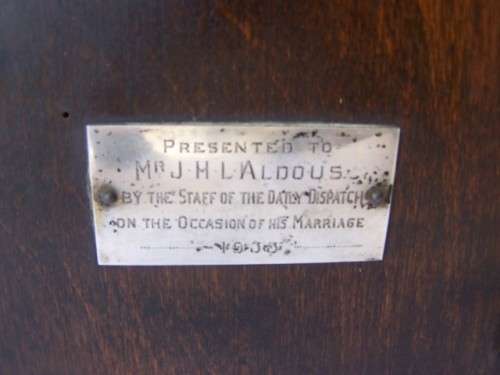 PRESENTED TO
MR J·H·L·ALDOUS
BY THE STAFF OF THE DAILY DISPATCH
ON THE OCCASION OF HIS MARRIAGE